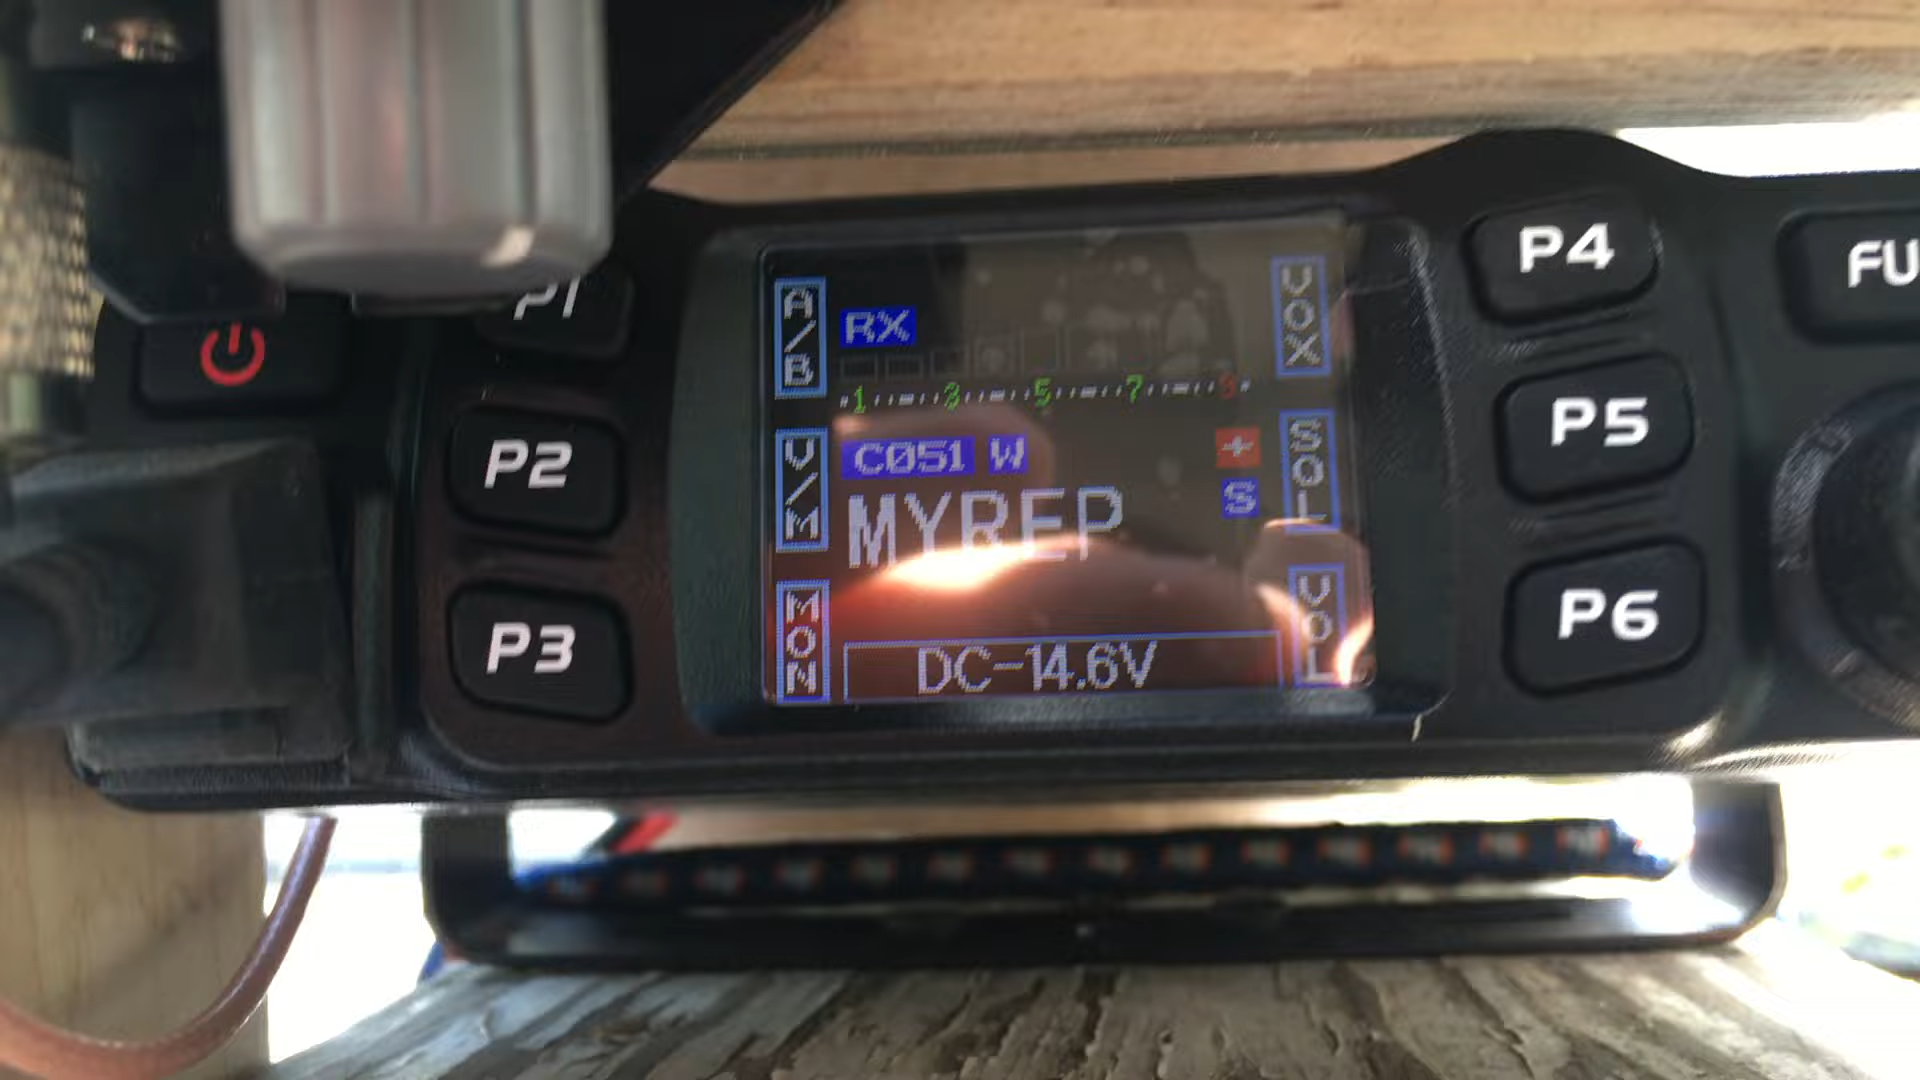 P1
P2
P3
A/B
V/M
MON
RX
1 3 5 7 9
C051 W +
S
MYREP
DC-14.6V
VOX
SQL
VOL
P4
P5
P6
FU